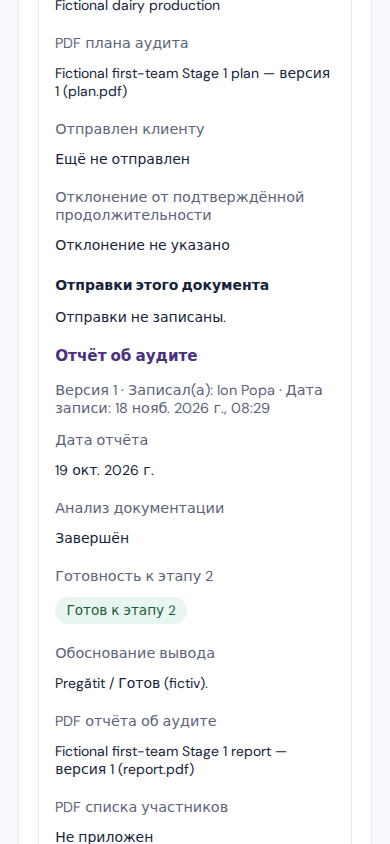 Fictional dairy production
PDF плана аудита
Fictional first-team Stage 1 plan — версия
1 (plan.pdf)
Отправлен клиенту
Ещё не отправлен
Отклонение от подтверждённой
продолжительности
Отклонение не указано
Отправки этого документа
Отправки не записаны.
Отчёт об аудите
Версия 1 · Записал(а): Ion Popa · Дата
записи: 18 нояб. 2026 г., 08:29
Дата отчёта
19 окт. 2026 г.
Анализ документации
Завершён
Готовность к этапу 2
Готов к этапу 2
Обоснование вывода
Pregătit / Готов (fictiv).
PDF отчёта об аудите
Fictional first-team Stage 1 report —
версия 1 (report.pdf)
PDF списка участников
Не приложен